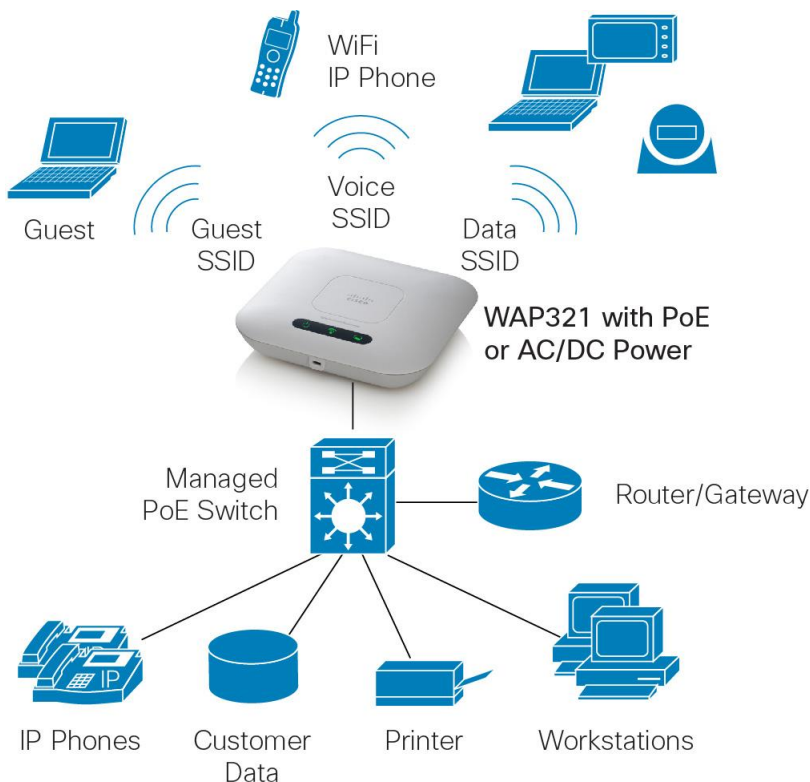 WiFi
IP Phone
Guest
Guest
SSID
Voice
SSID
Data
SSID
CISCO
WAP321 with PoE
or AC/DC Power
Managed
PoE Switch
Router/Gateway
IP
IP Phones
Customer
Data
Printer
Workstations